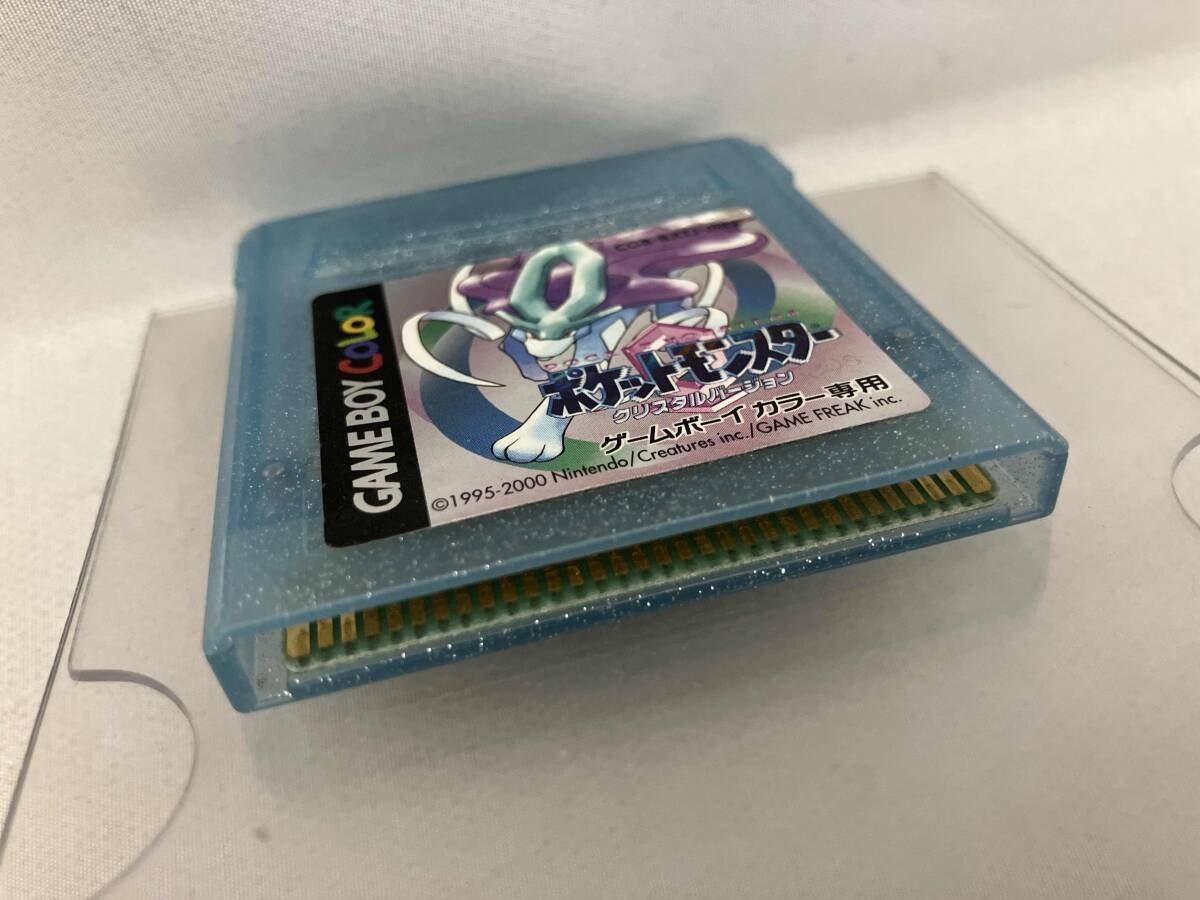 GAME BOY COLOR
ポケットモンスター
クリスタルバージョン
ゲームボーイ カラー専用
©1995-2000 Nintendo/Creatures inc./GAME FREAK inc.